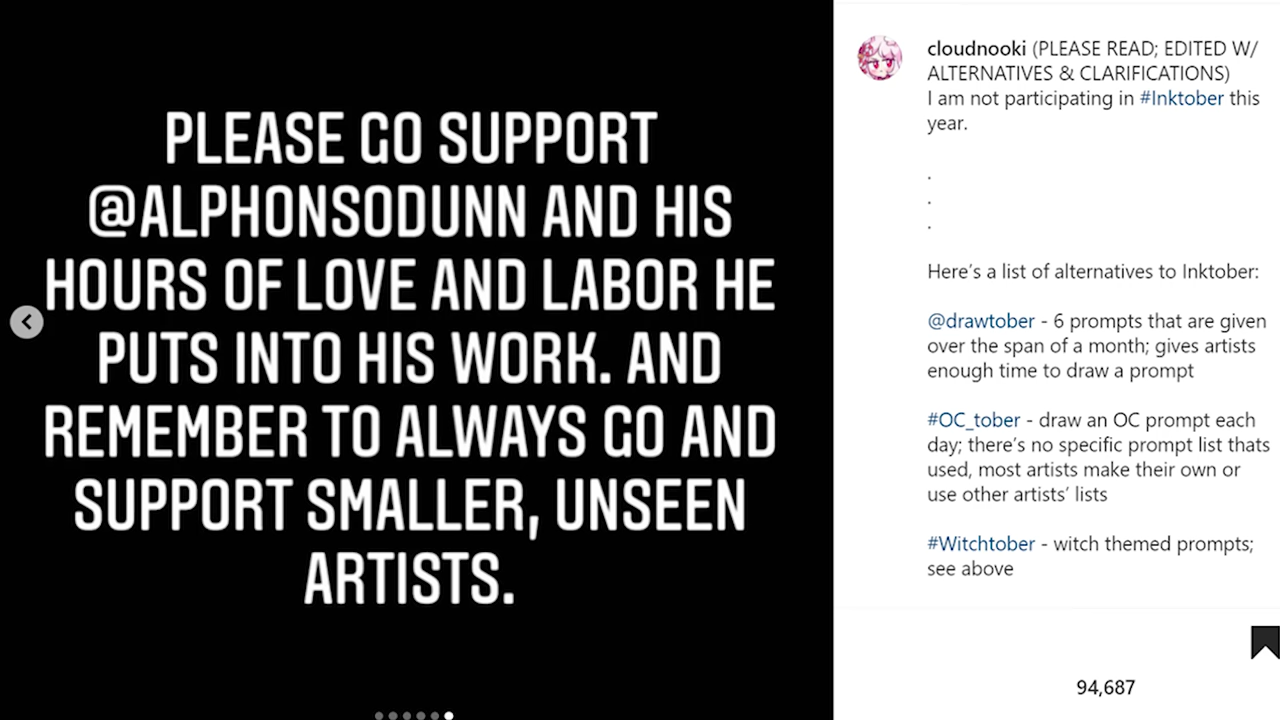 PLEASE GO SUPPORT
@ALPHONSODUNN AND HIS
HOURS OF LOVE AND LABOR HE
PUTS INTO HIS WORK. AND
REMEMBER TO ALWAYS GO AND
SUPPORT SMALLER, UNSEEN
ARTISTS.
cloudnooki (PLEASE READ; EDITED W/
ALTERNATIVES & CLARIFICATIONS)
I am not participating in #Inktober this
year.
.
.
.
Here's a list of alternatives to Inktober:
@drawtober - 6 prompts that are given
over the span of a month; gives artists
enough time to draw a prompt
#OC_tober - draw an OC prompt each
day; there's no specific prompt list thats
used, most artists make their own or
use other artists' lists
#Witchtober - witch themed prompts;
see above
94,687